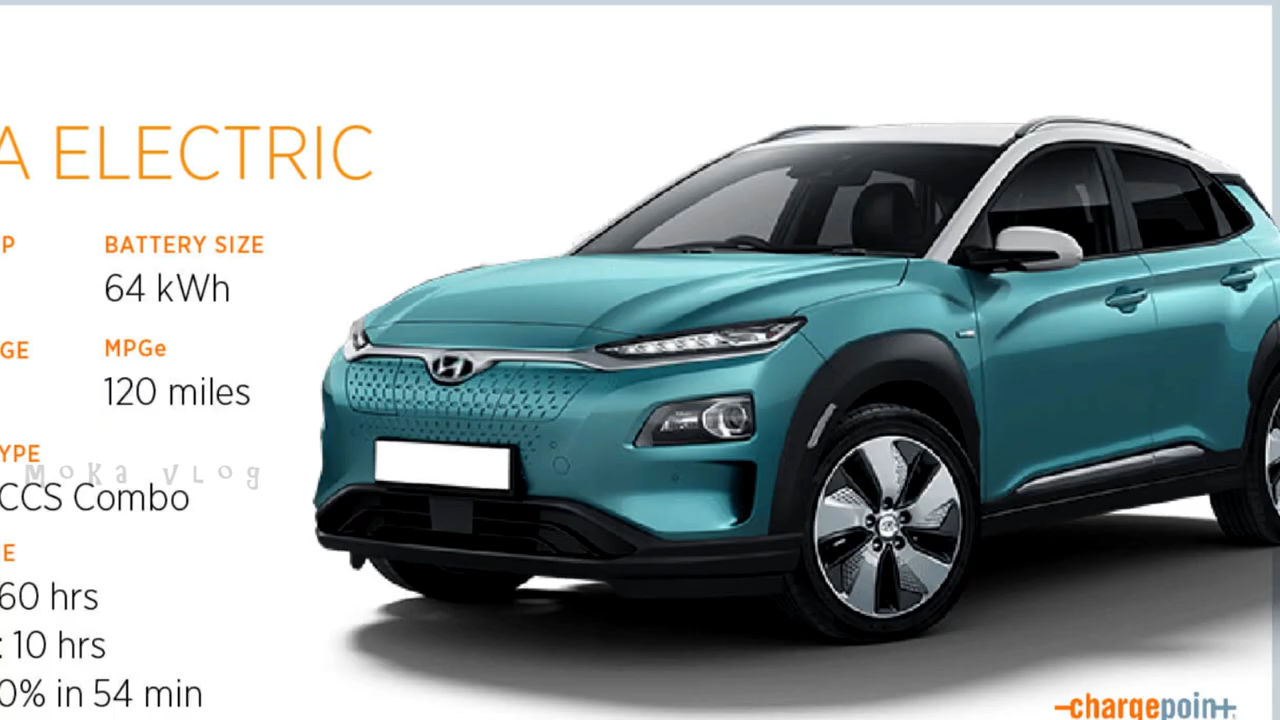 A ELECTRIC
P
BATTERY SIZE
64 kWh
GE
MPGe
120 miles
YPE
MoKa VLog
CCS Combo
E
60 hrs
: 10 hrs
0% in 54 min
chargepoin+